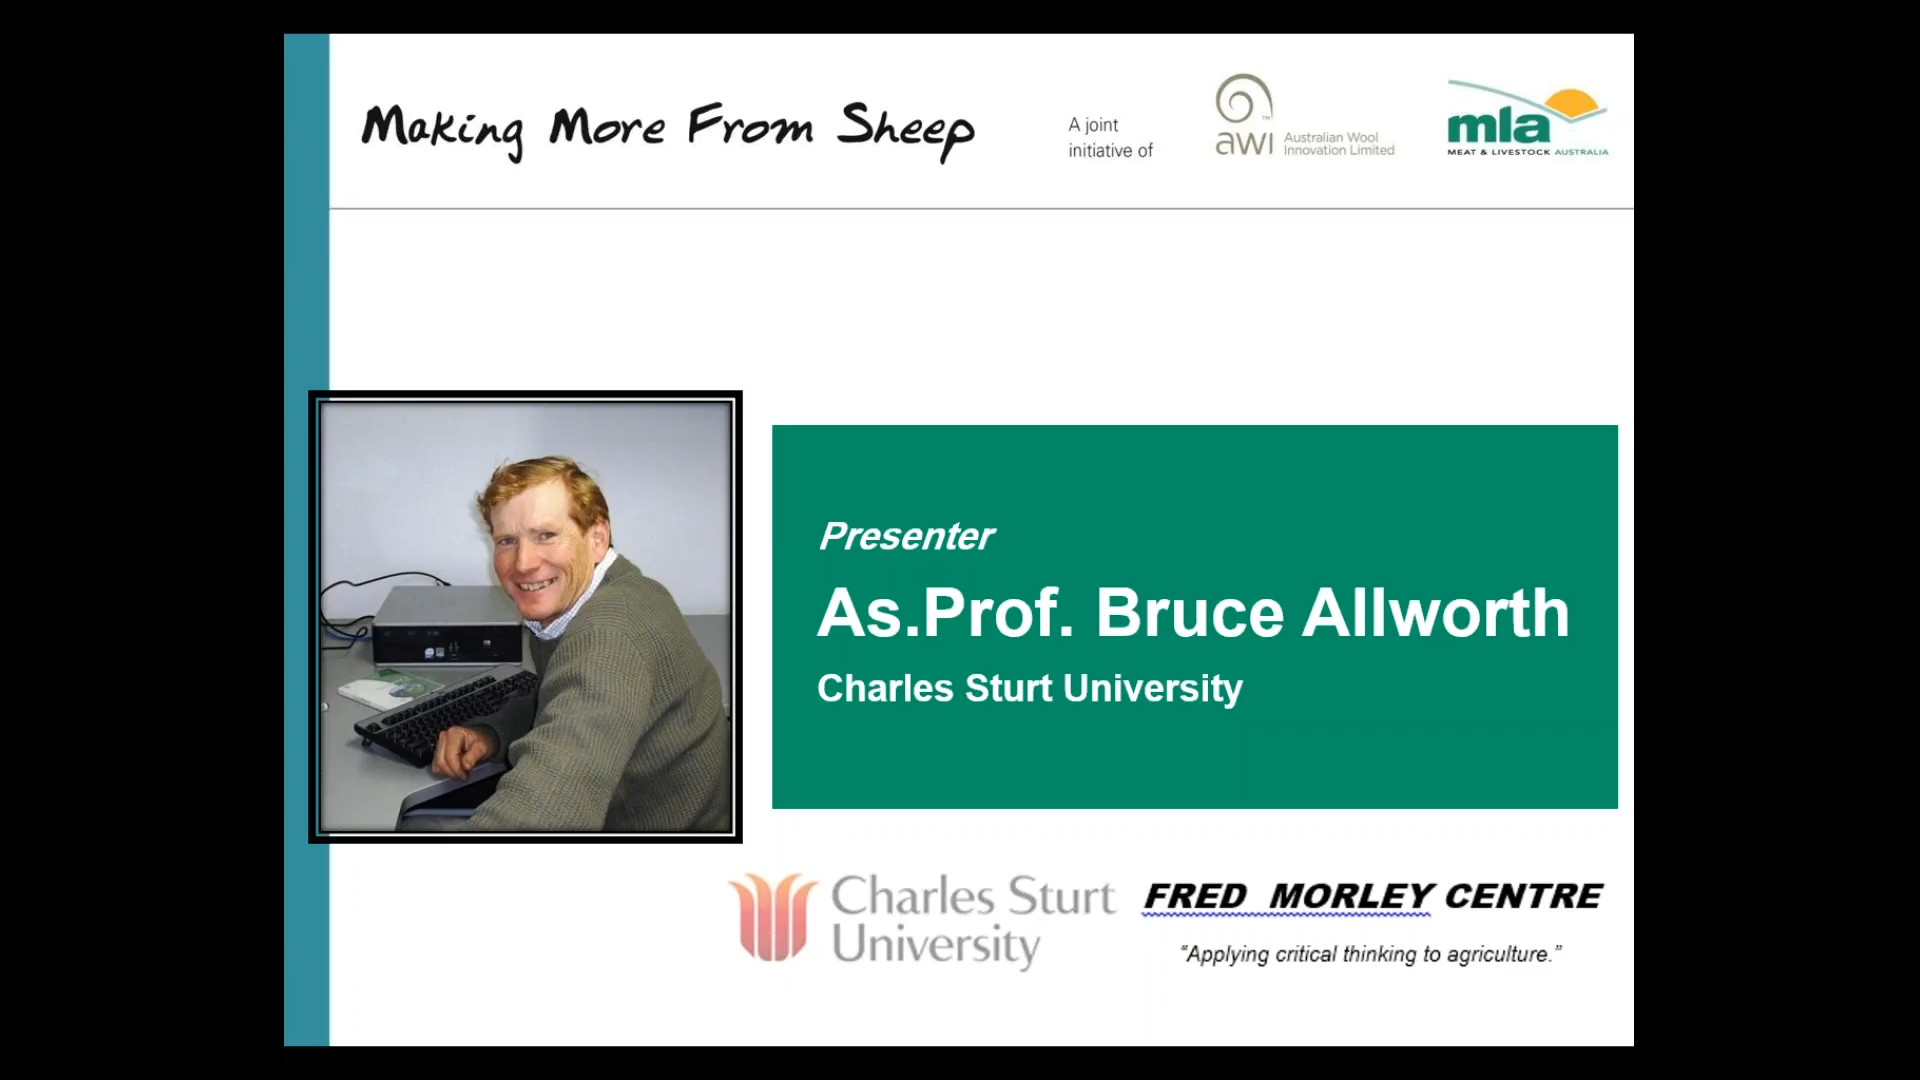 Making More From Sheep
A joint
initiative of
awi
Australian Wool
Innovation Limited
mla
MEAT & LIVESTOCK AUSTRALIA
Presenter
As.Prof. Bruce Allworth
Charles Sturt University
Charles Sturt
University
FRED MORLEY CENTRE
"Applying critical thinking to agriculture."